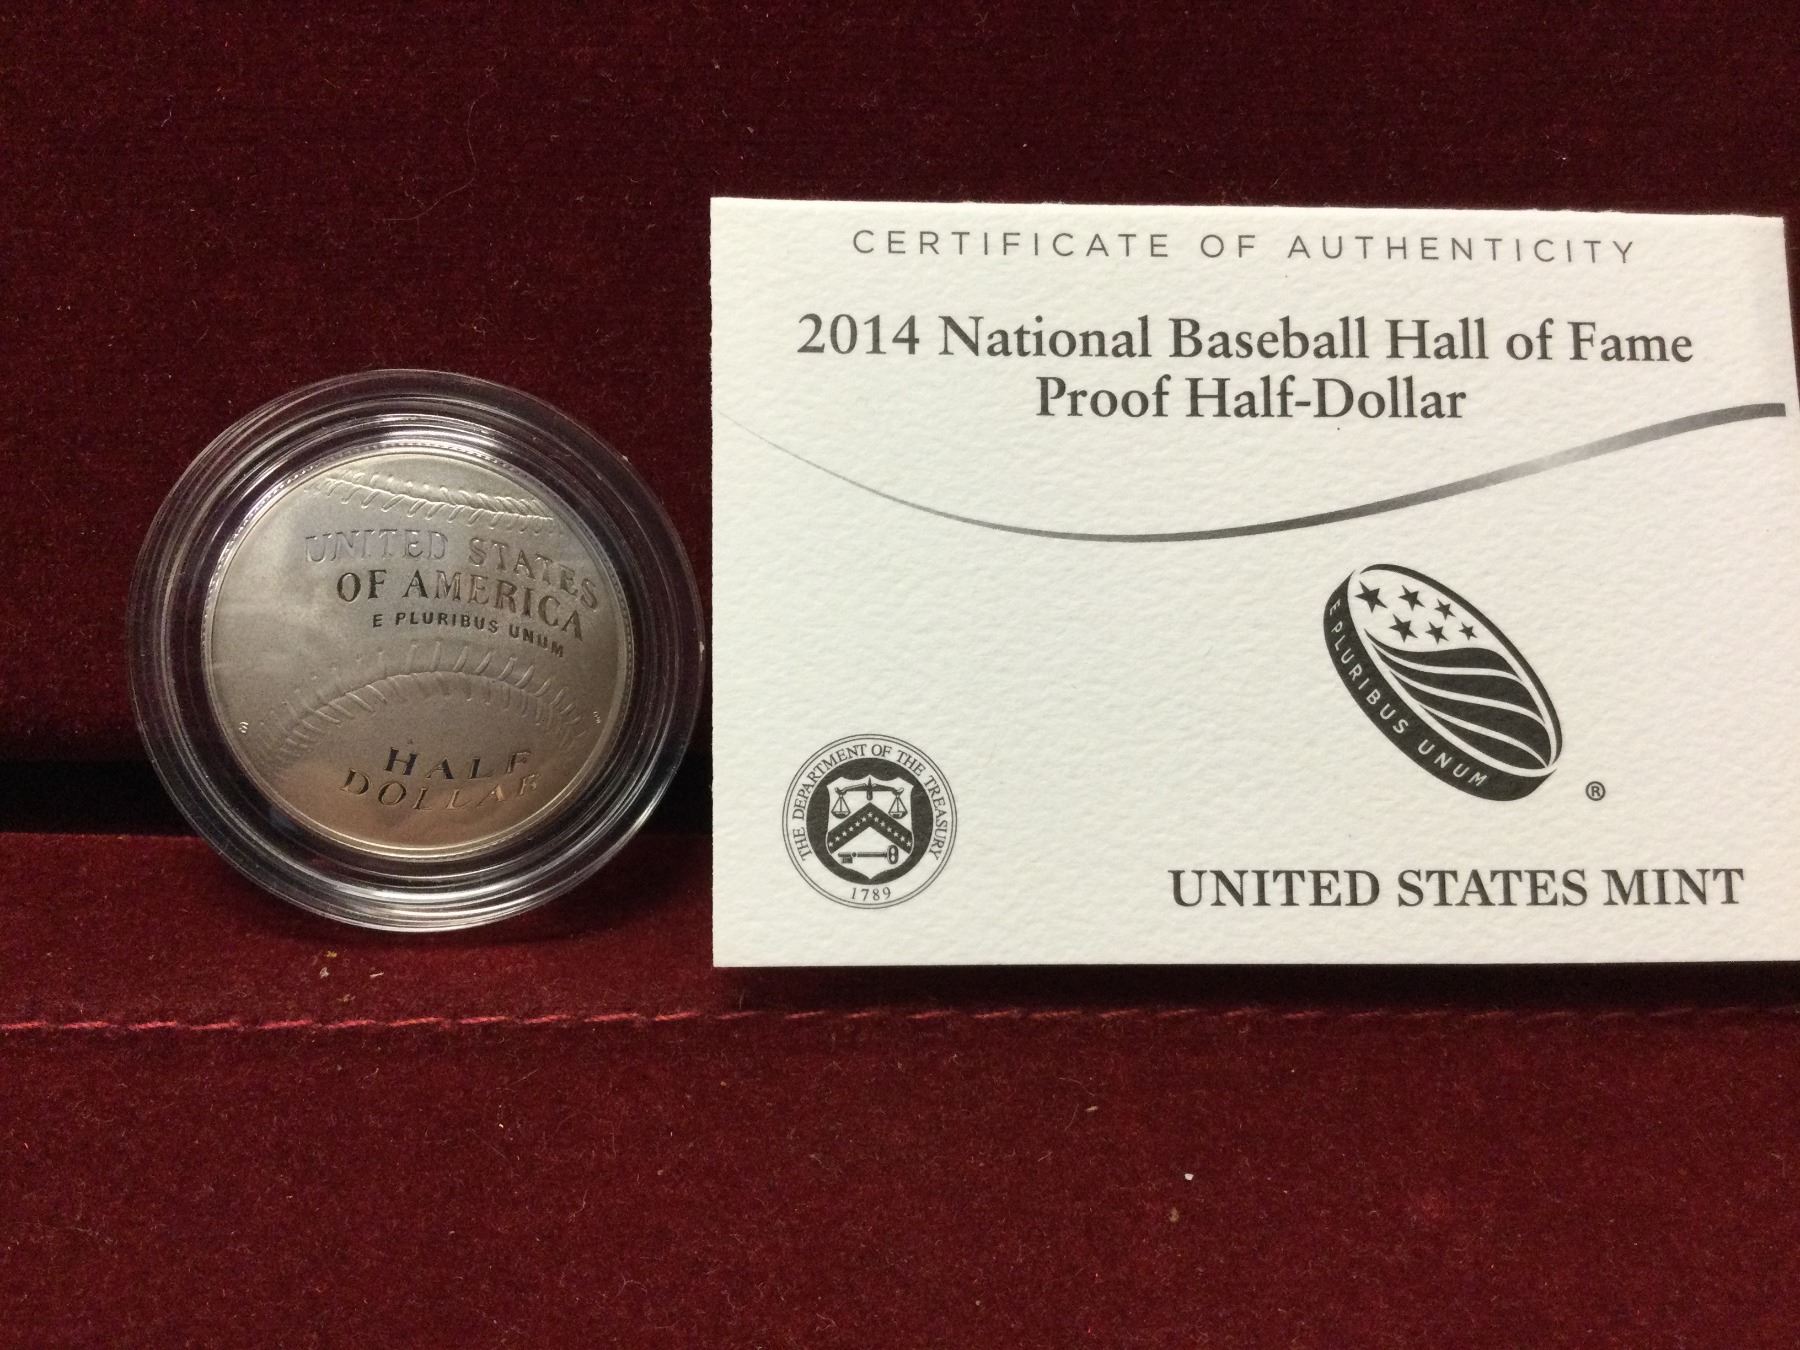 UNITED STATES
OF AMERICA
E PLURIBUS UNUM
HALF
DOLLAR
CERTIFICATE OF AUTHENTICITY
2014 National Baseball Hall of Fame
Proof Half-Dollar
E PLURIBUS UNUM
®
THE DEPARTMENT OF THE TREASURY
1789
UNITED STATES MINT